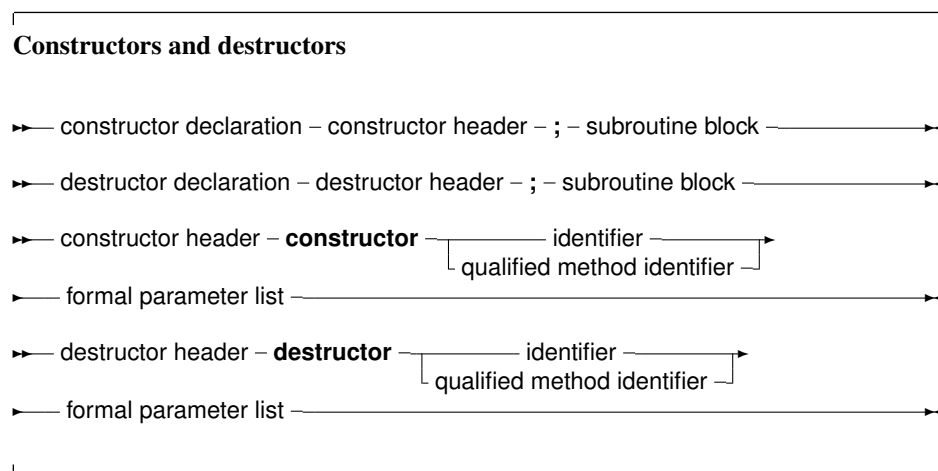 Constructors and destructors
constructor declaration – constructor header – ; – subroutine block
destructor declaration – destructor header – ; – subroutine block
constructor header – constructor identifier
qualified method identifier
formal parameter list
destructor header – destructor identifier
qualified method identifier
formal parameter list